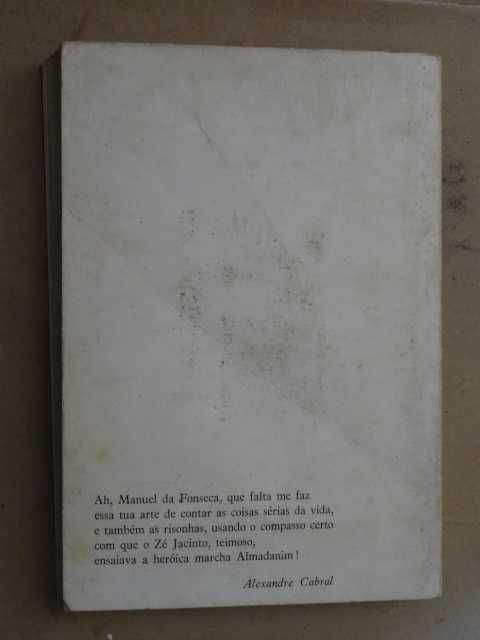 Ah, Manuel da Fonseca, que falta me faz
essa tua arte de contar as coisas sérias da vida,
e também as risonhas, usando o compasso certo
com que o Zé Jacinto, teimoso,
ensaiava a heróica marcha Almadanim!
Alexandre Cabral